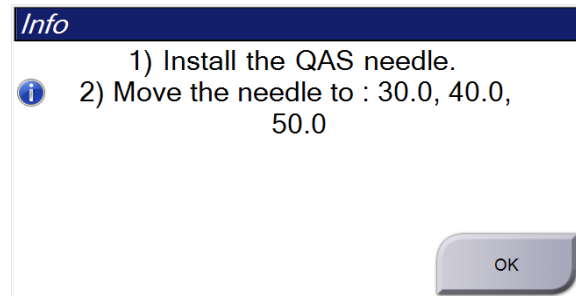 Info
1) Install the QAS needle.
2) Move the needle to : 30.0, 40.0,
50.0
OK